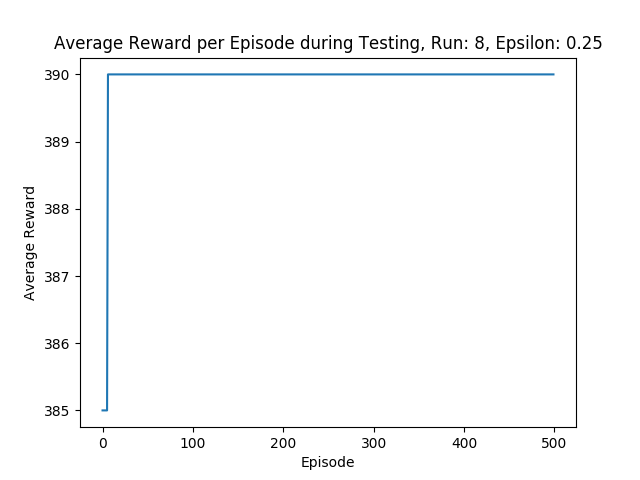 Average Reward per Episode during Testing, Run: 8, Epsilon: 0.25
390
389
388
387
386
385
Average Reward
0 100 200 300 400 500
Episode